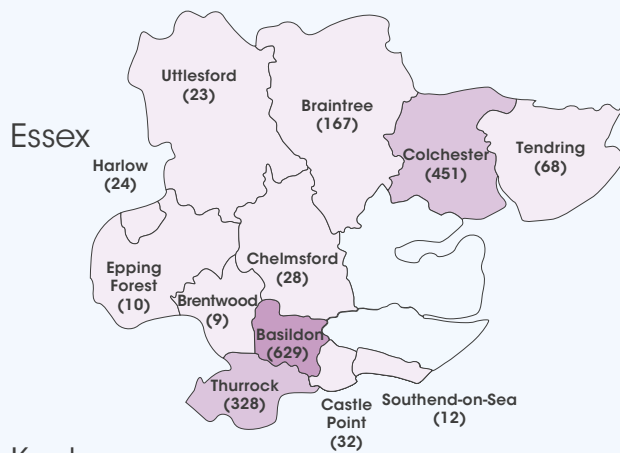 Uttlesford
(23)
Braintree
(167)
Essex
Harlow
(24)
Colchester
(451)
Tendring
(68)
Epping
Forest
(10)
Chelmsford
(28)
Brentwood
(9)
Basildon
(629)
Thurrock
(328)
Castle
Point
(32)
Southend-on-Sea
(12)